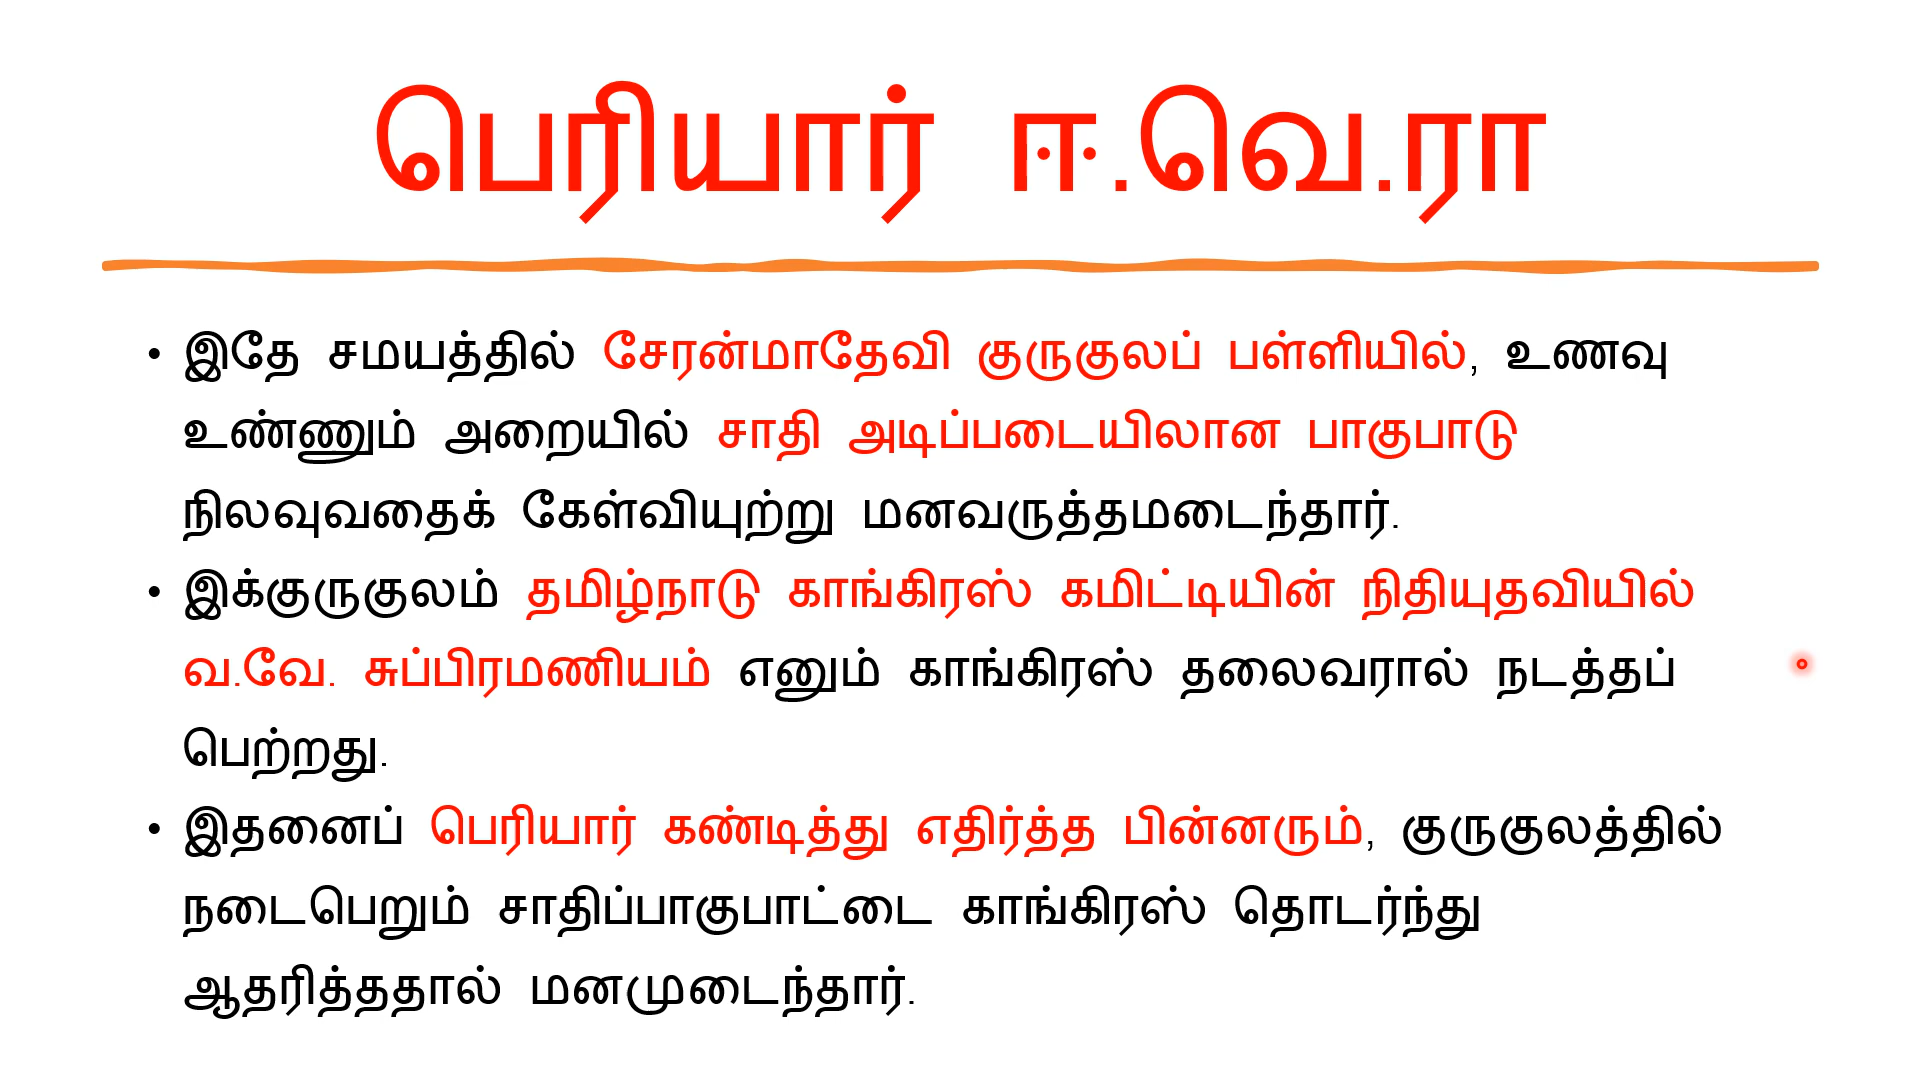 பெரியார் ஈ.வெ.ரா
• இதே சமயத்தில் சேரன்மாதேவி குருகுலப் பள்ளியில், உணவு
உண்ணும் அறையில் சாதி அடிப்படையிலான பாகுபாடு
நிலவுவதைக் கேள்வியுற்று மனவருத்தமடைந்தார்.
• இக்குருகுலம் தமிழ்நாடு காங்கிரஸ் கமிட்டியின் நிதியுதவியில்
வ.வே. சுப்பிரமணியம் எனும் காங்கிரஸ் தலைவரால் நடத்தப்
பெற்றது.
• இதனைப் பெரியார் கண்டித்து எதிர்த்த பின்னரும், குருகுலத்தில்
நடைபெறும் சாதிப்பாகுபாட்டை காங்கிரஸ் தொடர்ந்து
ஆதரித்ததால் மனமுடைந்தார்.